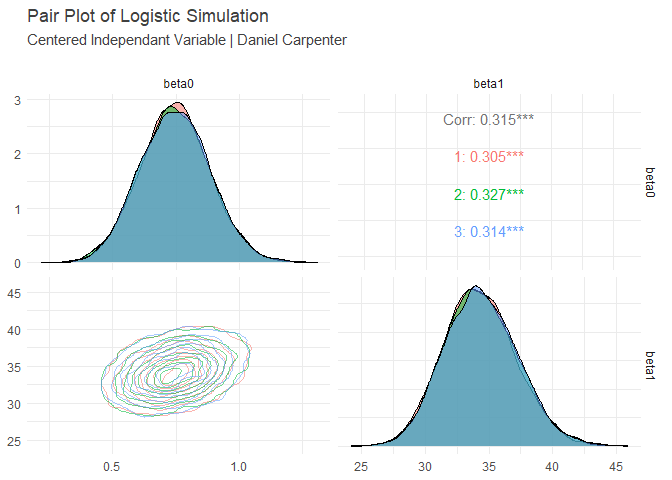 Pair Plot of Logistic Simulation
Centered Independant Variable | Daniel Carpenter
beta0
beta1
3
2
1
0
Corr: 0.315***
1: 0.305***
2: 0.327***
3: 0.314***
beta0
45
40
35
30
25
beta1
0.5
1.0
25
30
35
40
45